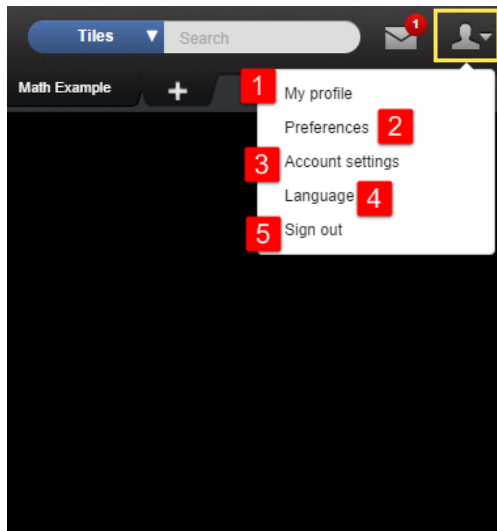 Tiles ▼ Search 1
Math Example +
1 My profile
Preferences 2
3 Account settings
Language 4
5 Sign out